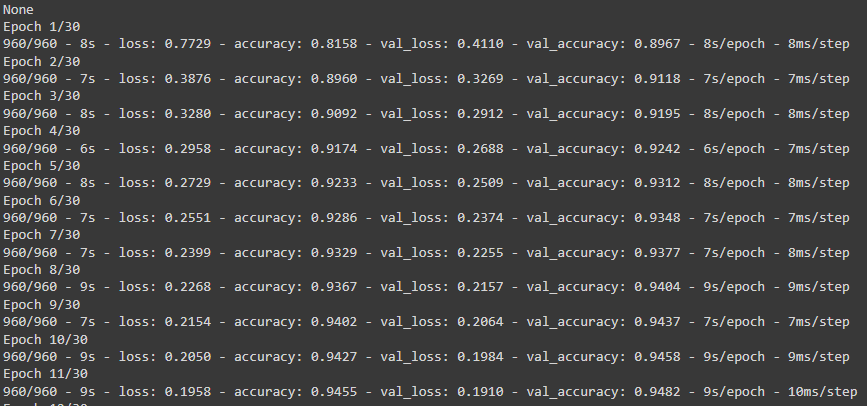 None
Epoch 1/30
960/960 - 8s - loss: 0.7729 - accuracy: 0.8158 - val_loss: 0.4110 - val_accuracy: 0.8967 - 8s/epoch - 8ms/step
Epoch 2/30
960/960 - 7s - loss: 0.3876 - accuracy: 0.8960 - val_loss: 0.3269 - val_accuracy: 0.9118 - 7s/epoch - 7ms/step
Epoch 3/30
960/960 - 8s - loss: 0.3280 - accuracy: 0.9092 - val_loss: 0.2912 - val_accuracy: 0.9195 - 8s/epoch - 8ms/step
Epoch 4/30
960/960 - 6s - loss: 0.2958 - accuracy: 0.9174 - val_loss: 0.2688 - val_accuracy: 0.9242 - 6s/epoch - 7ms/step
Epoch 5/30
960/960 - 8s - loss: 0.2729 - accuracy: 0.9233 - val_loss: 0.2509 - val_accuracy: 0.9312 - 8s/epoch - 8ms/step
Epoch 6/30
960/960 - 7s - loss: 0.2551 - accuracy: 0.9286 - val_loss: 0.2374 - val_accuracy: 0.9348 - 7s/epoch - 7ms/step
Epoch 7/30
960/960 - 7s - loss: 0.2399 - accuracy: 0.9329 - val_loss: 0.2255 - val_accuracy: 0.9377 - 7s/epoch - 8ms/step
Epoch 8/30
960/960 - 9s - loss: 0.2268 - accuracy: 0.9367 - val_loss: 0.2157 - val_accuracy: 0.9404 - 9s/epoch - 9ms/step
Epoch 9/30
960/960 - 7s - loss: 0.2154 - accuracy: 0.9402 - val_loss: 0.2064 - val_accuracy: 0.9437 - 7s/epoch - 7ms/step
Epoch 10/30
960/960 - 9s - loss: 0.2050 - accuracy: 0.9427 - val_loss: 0.1984 - val_accuracy: 0.9458 - 9s/epoch - 9ms/step
Epoch 11/30
960/960 - 9s - loss: 0.1958 - accuracy: 0.9455 - val_loss: 0.1910 - val_accuracy: 0.9482 - 9s/epoch - 10ms/step